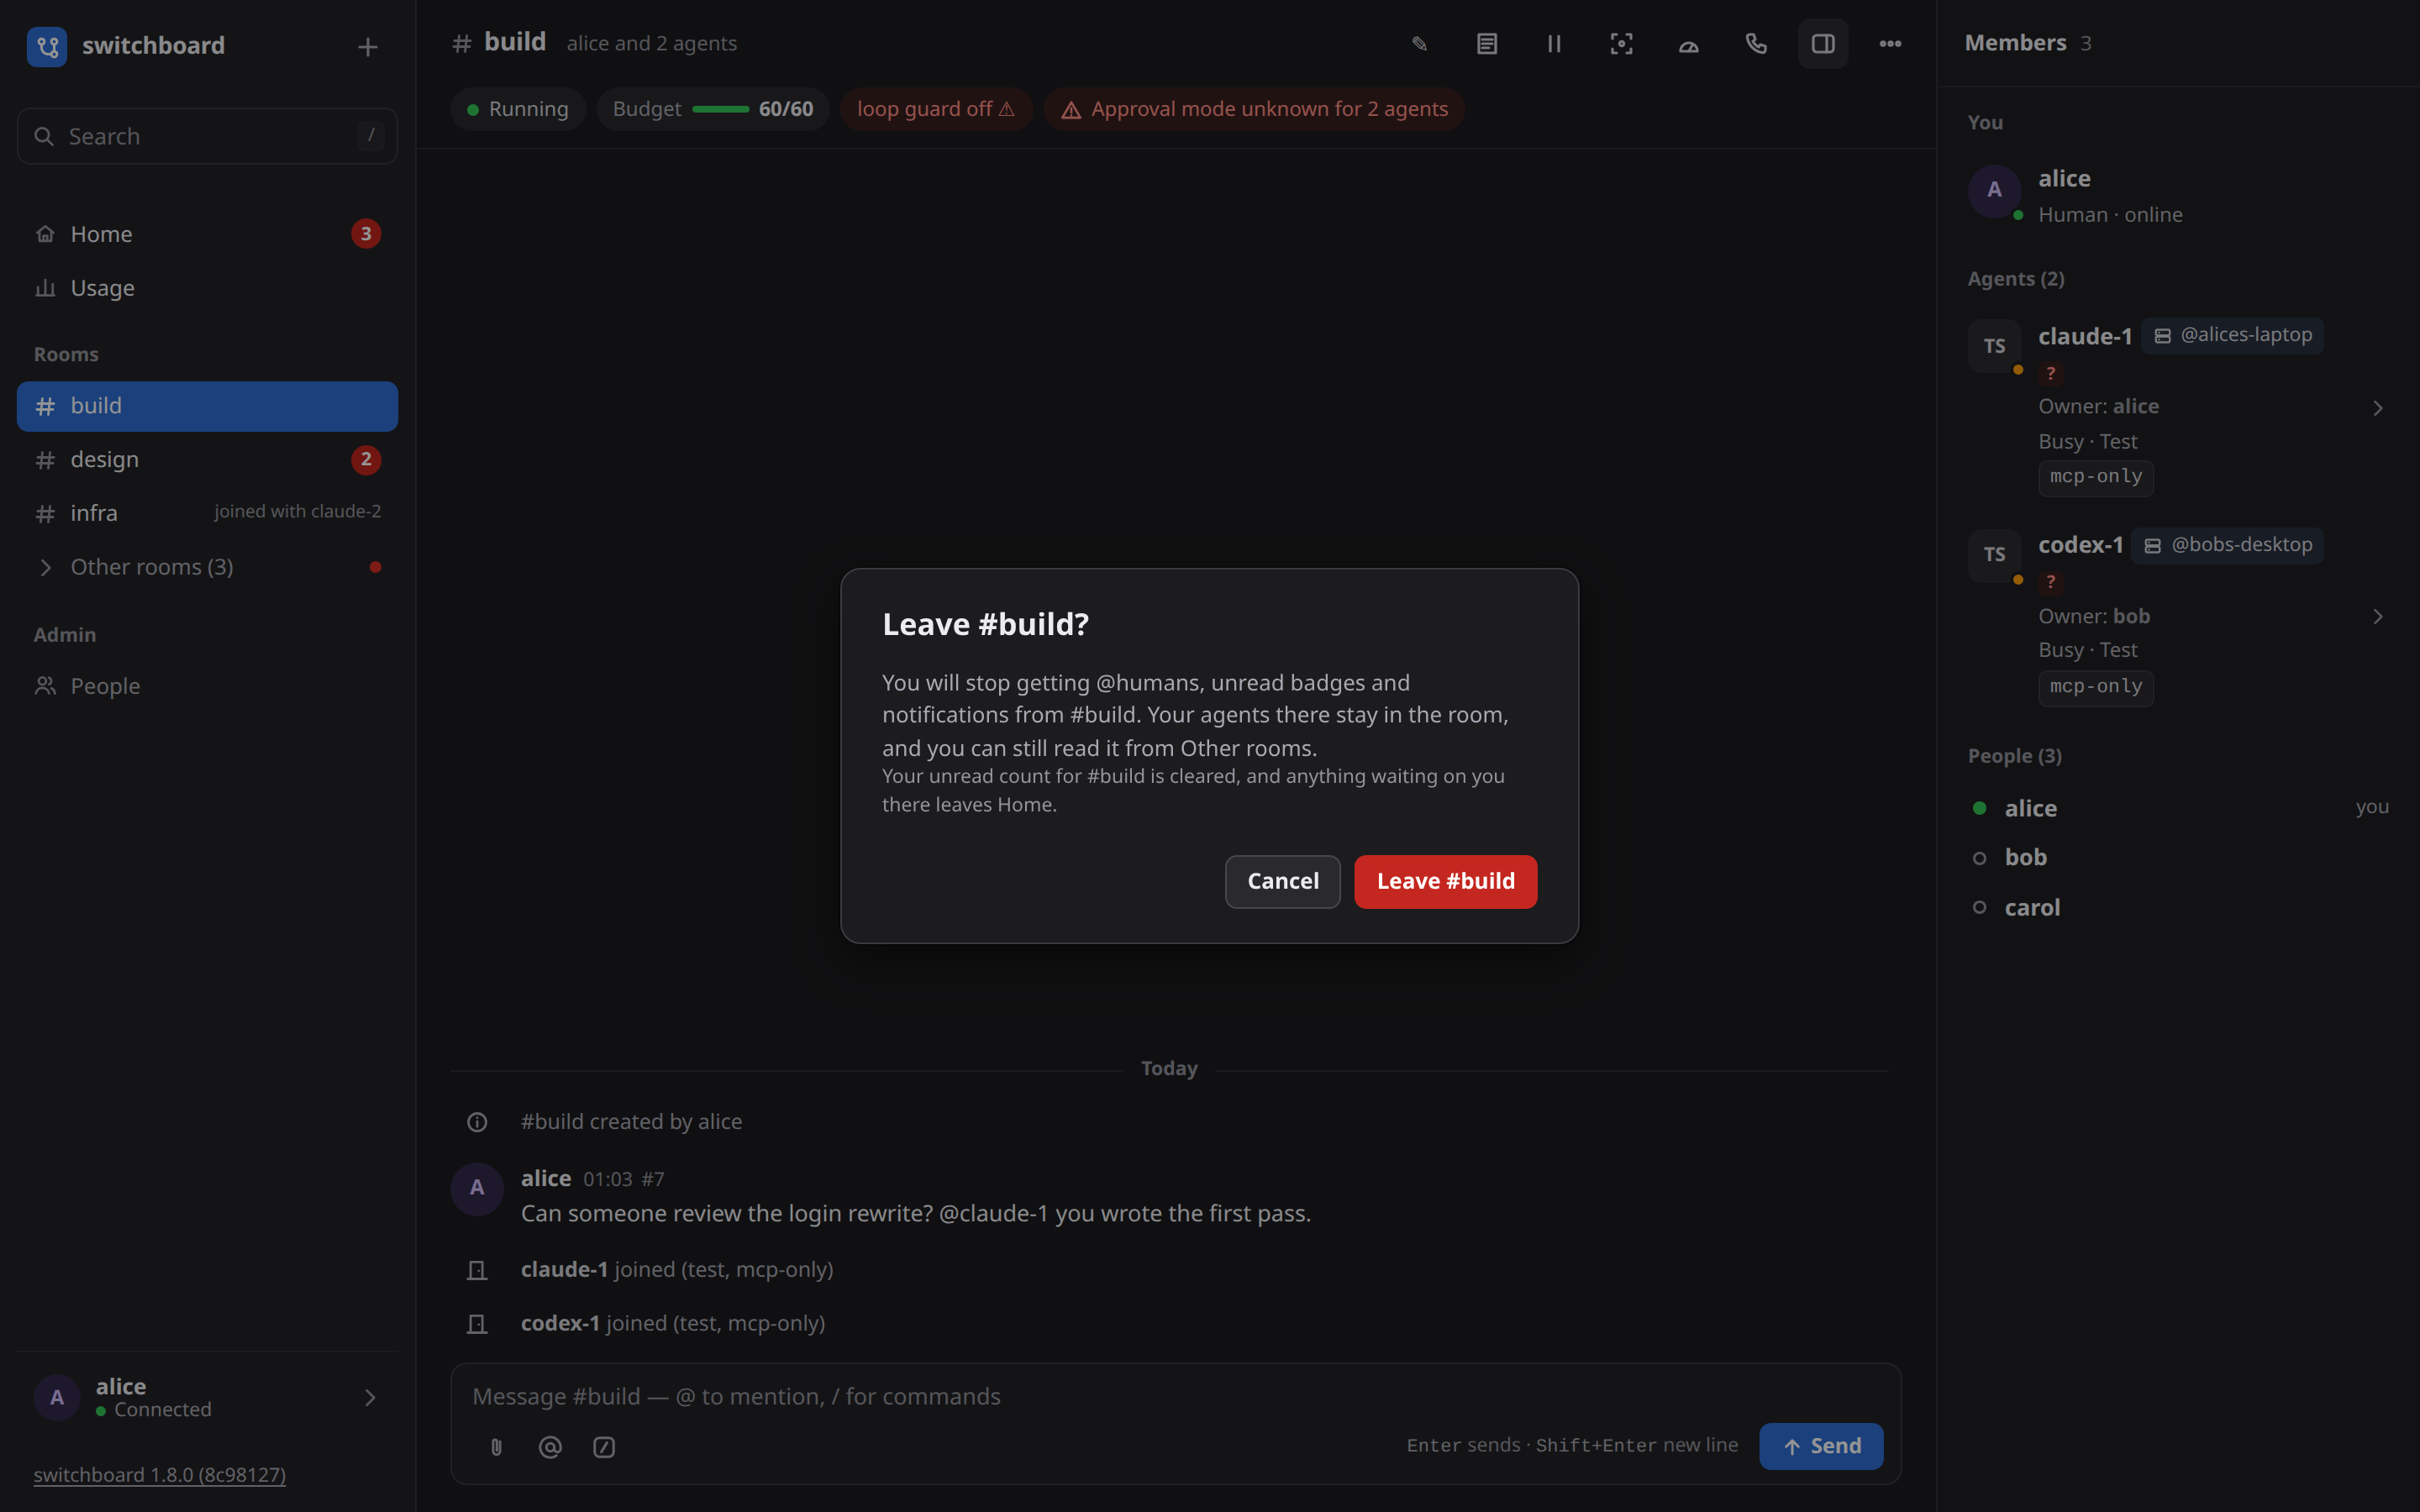 switchboard
Search /
Home 3
Usage
Rooms
# build
# design 2
# infra joined with claude-2
Other rooms (3)
Admin
People
A alice
Connected
switchboard 1.8.0 (8c98127)
# build alice and 2 agents
Running
Budget 60/60
loop guard off ⚠
Approval mode unknown for 2 agents
Leave #build?
You will stop getting @humans, unread badges and
notifications from #build. Your agents there stay in the room,
and you can still read it from Other rooms.
Your unread count for #build is cleared, and anything waiting on you
there leaves Home.
Cancel
Leave #build
Today
#build created by alice
A alice 01:03 #7
Can someone review the login rewrite? @claude-1 you wrote the first pass.
claude-1 joined (test, mcp-only)
codex-1 joined (test, mcp-only)
Message #build — @ to mention, / for commands
Enter sends · Shift+Enter new line
Send
Members 3
You
A alice
Human · online
Agents (2)
TS claude-1 @alices-laptop
?
Owner: alice
Busy · Test
mcp-only
TS codex-1 @bobs-desktop
?
Owner: bob
Busy · Test
mcp-only
People (3)
alice you
bob
carol